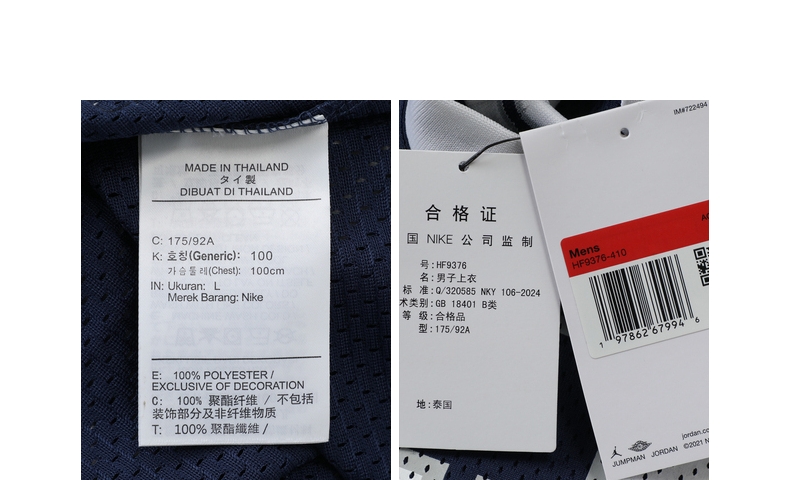 MADE IN THAILAND
タイ製
DIBUAT DI THAILAND
C: 175/92A
K: 호칭(Generic): 100
가슴둘레(Chest): 100cm
IN: Ukuran: L
Merek Barang: Nike
E: 100% POLYESTER /
EXCLUSIVE OF DECORATION
C: 100% 聚酯纤维 / 不包括
装饰部分及非纤维物质
T: 100% 聚酯纖維 /
合格证
国 NIKE 公司监制
号:HF9376
名:男子上衣
标 准:Q/320585 NKY 106-2024
术类别:GB 18401 B类
等 级:合格品
型:175/92A
地:泰国
IM#722494
Mens
HF9376-410
1 97862 67994 6
jordan.co
JUMPMAN JORDAN ©2021 N